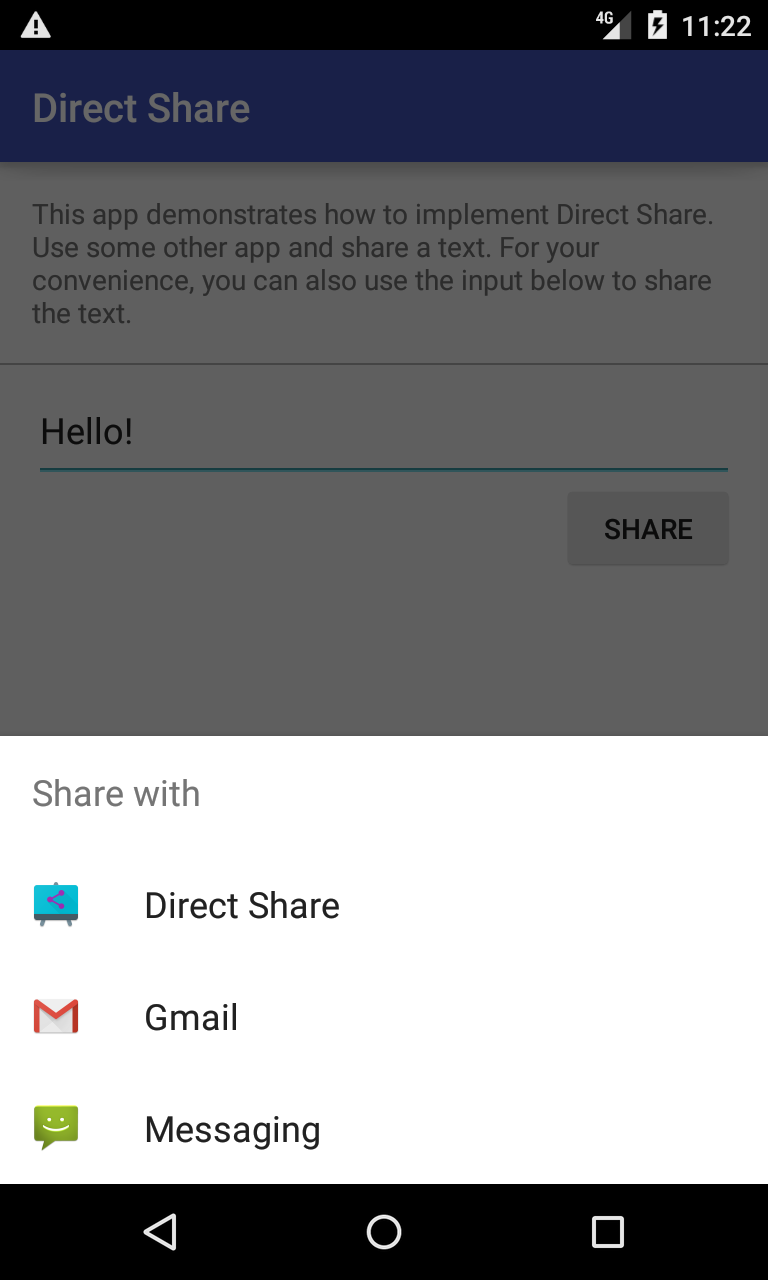 4G 11:22
Direct Share
This app demonstrates how to implement Direct Share.
Use some other app and share a text. For your
convenience, you can also use the input below to share
the text.
Hello!
SHARE
Share with
Direct Share
Gmail
Messaging